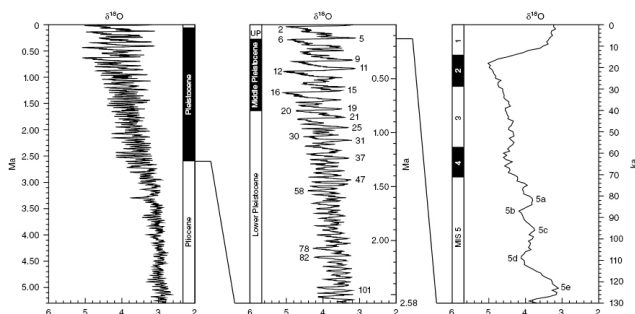 δ18O
0
0.50
1.00
1.50
2.00
2.50
3.00
3.50
4.00
4.50
5.00
Ma
Pleistocene
Pliocene
6 5 4 3 2
δ18O
UP
Middle Pleistocene
Lower Pleistocene
2
6
12
16
20
30
58
78
82
5
9
11
15
19
21
25
31
37
47
101
0.50
1.00
1.50
2.00
2.58
Ma
6 5 4 3 2
δ18O
1
2
3
4
MIS 5
5a
5b
5c
5d
5e
0
10
20
30
40
50
60
70
80
90
100
110
120
130
ka
6 5 4 3 2